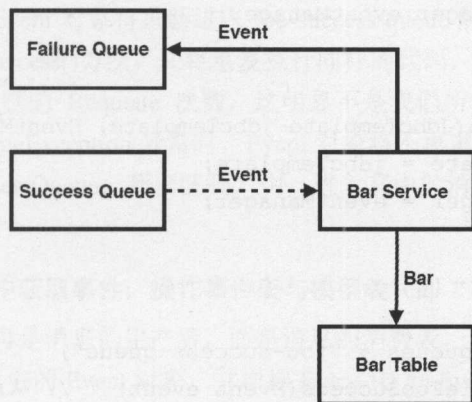 Event
Failure Queue
Event
Success Queue
Bar Service
Bar
Bar Table